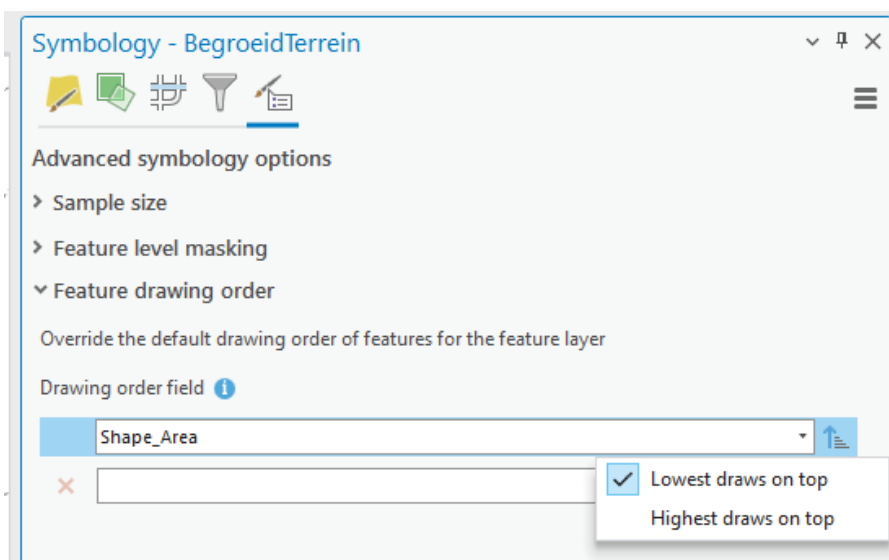 Symbology - BegroeidTerrein
Advanced symbology options
Sample size
Feature level masking
Feature drawing order
Override the default drawing order of features for the feature layer
Drawing order field
Shape_Area
Lowest draws on top
Highest draws on top